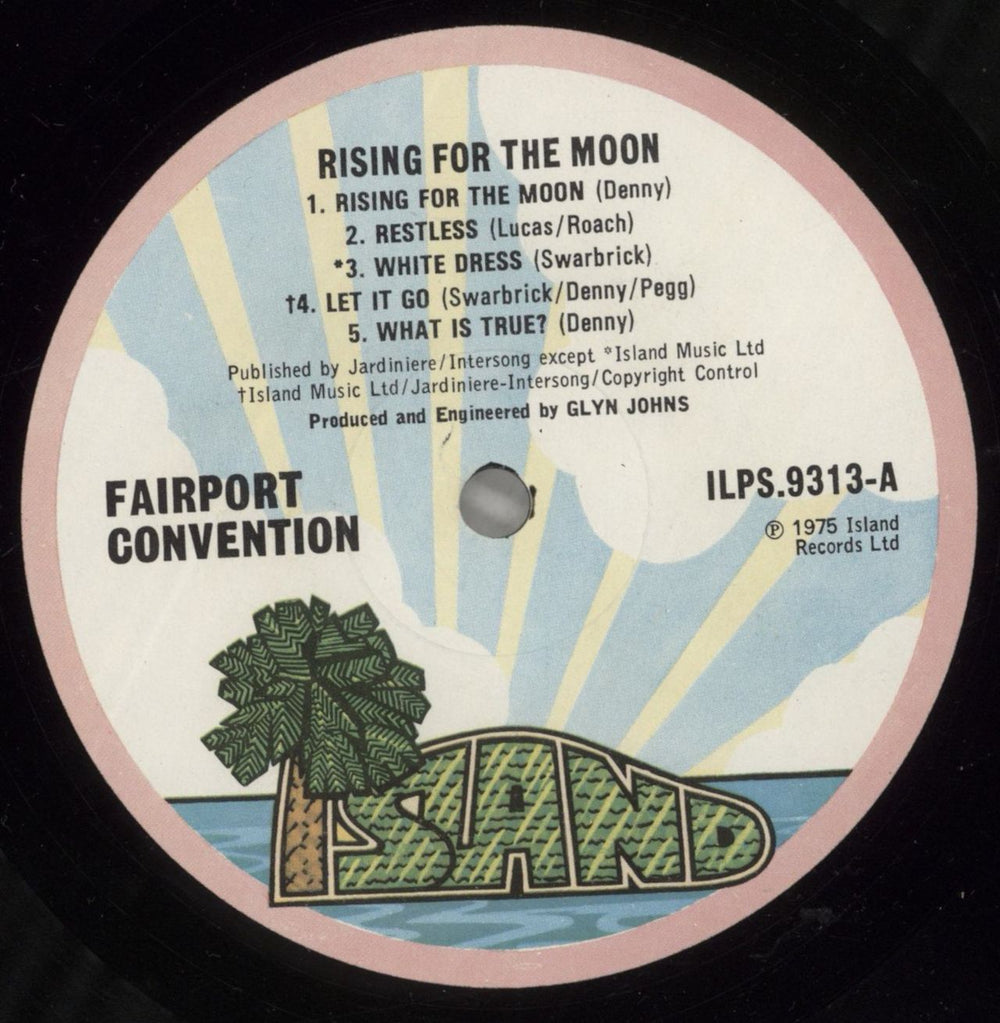 RISING FOR THE MOON
1. RISING FOR THE MOON (Denny)
2. RESTLESS (Lucas/Roach)
*3. WHITE DRESS (Swarbrick)
†4. LET IT GO (Swarbrick/Denny/Pegg)
5. WHAT IS TRUE? (Denny)
Published by Jardiniere/Intersong except *Island Music Ltd
†Island Music Ltd/Jardiniere-Intersong/Copyright Control
Produced and Engineered by GLYN JOHNS
FAIRPORT
CONVENTION
ILPS.9313-A
℗ 1975 Island
Records Ltd
ISLAND